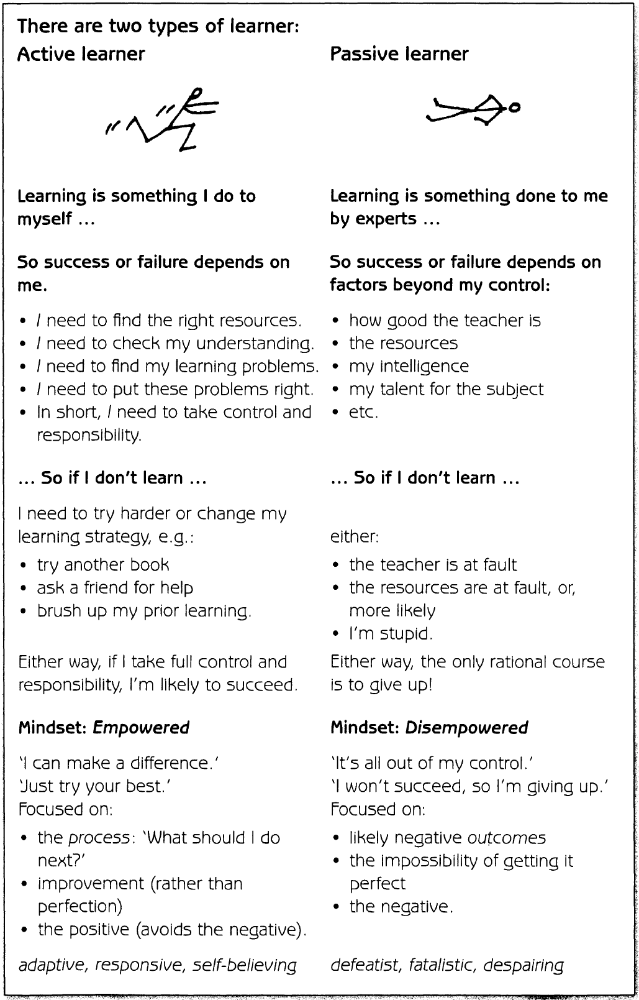 There are two types of learner:
Active learner
Passive learner
Learning is something I do to
myself ...
Learning is something done to me
by experts ...
So success or failure depends on
me.
So success or failure depends on
factors beyond my control:
• I need to find the right resources.
• I need to check my understanding.
• I need to find my learning problems.
• I need to put these problems right.
• In short, I need to take control and
responsibility.
• how good the teacher is
• the resources
• my intelligence
• my talent for the subject
• etc.
... So if I don't learn ...
... So if I don't learn ...
I need to try harder or change my
learning strategy, e.g.:
• try another book
• ask a friend for help
• brush up my prior learning.
either:
• the teacher is at fault
• the resources are at fault, or,
more likely
• I'm stupid.
Either way, if I take full control and
responsibility, I'm likely to succeed.
Either way, the only rational course
is to give up!
Mindset: Empowered
Mindset: Disempowered
'I can make a difference.'
'Just try your best.'
Focused on:
• the process: 'What should I do
next?'
• improvement (rather than
perfection)
• the positive (avoids the negative).
'It's all out of my control.'
'I won't succeed, so I'm giving up.'
Focused on:
• likely negative outcomes
• the impossibility of getting it
perfect
• the negative.
adaptive, responsive, self-believing
defeatist, fatalistic, despairing